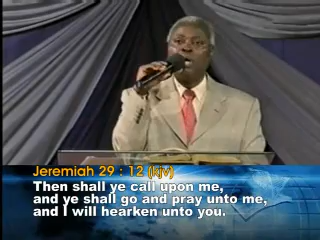 Jeremiah 29 : 12 (kjv)
Then shall ye call upon me,
and ye shall go and pray unto me,
and I will hearken unto you.